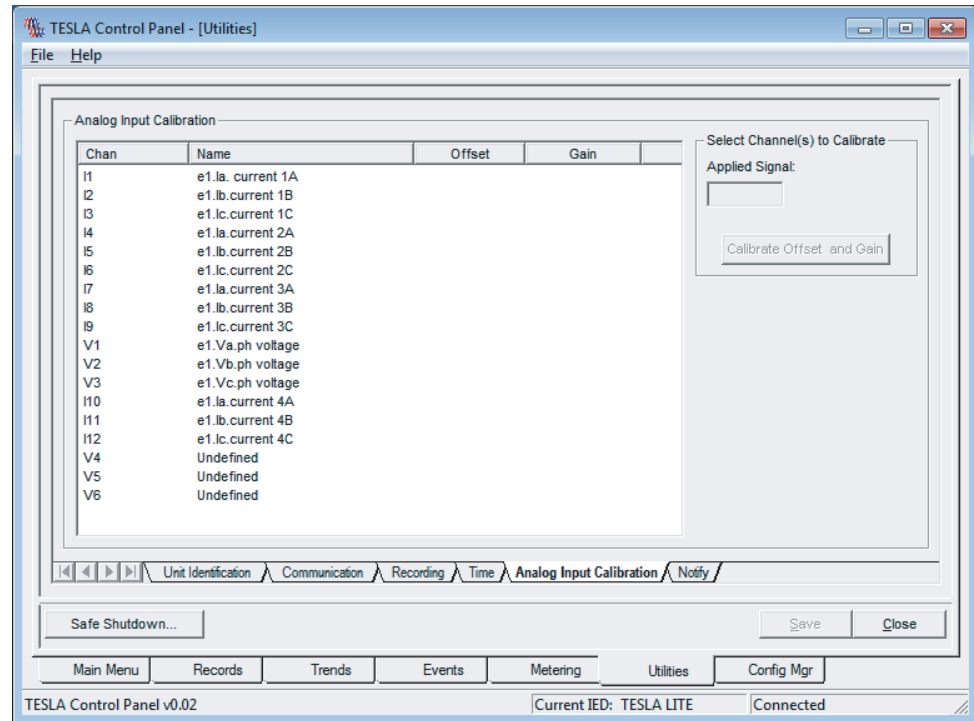 TESLA Control Panel - [Utilities]
File Help
Analog Input Calibration
Chan Name Offset Gain
I1 e1.Ia. current 1A
I2 e1.Ib.current 1B
I3 e1.Ic.current 1C
I4 e1.Ia.current 2A
I5 e1.Ib.current 2B
I6 e1.Ic.current 2C
I7 e1.Ia.current 3A
I8 e1.Ib.current 3B
I9 e1.Ic.current 3C
V1 e1.Va.ph voltage
V2 e1.Vb.ph voltage
V3 e1.Vc.ph voltage
I10 e1.Ia.current 4A
I11 e1.Ib.current 4B
I12 e1.Ic.current 4C
V4 Undefined
V5 Undefined
V6 Undefined
Select Channel(s) to Calibrate
Applied Signal:
Calibrate Offset and Gain
Unit Identification Communication Recording Time Analog Input Calibration Notify
Safe Shutdown... Save Close
Main Menu Records Trends Events Metering Utilities Config Mgr
TESLA Control Panel v0.02 Current IED: TESLA LITE Connected